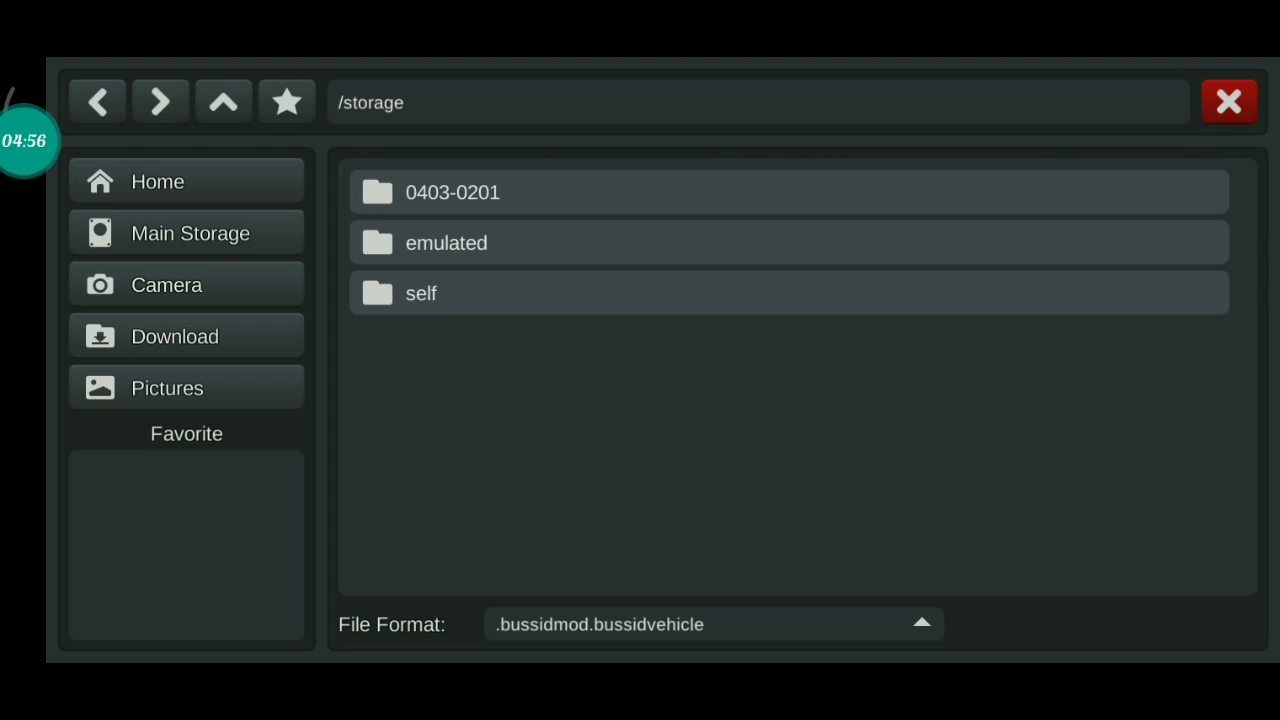 /storage
04:56
Home
Main Storage
Camera
Download
Pictures
Favorite
0403-0201
emulated
self
File Format:
.bussidmod.bussidvehicle